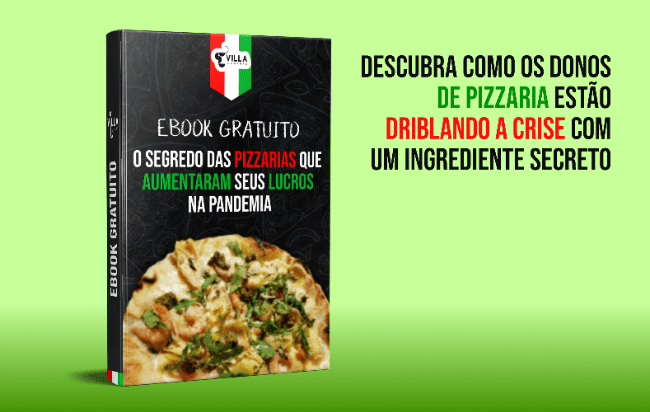 VILLA
EBOOK GRATUITO
O SEGREDO DAS PIZZARIAS QUE
AUMENTARAM SEUS LUCROS
NA PANDEMIA
VILLA
EBOOK GRATUITO
DESCUBRA COMO OS DONOS
DE PIZZARIA ESTÃO
DRIBLANDO A CRISE COM
UM INGREDIENTE SECRETO